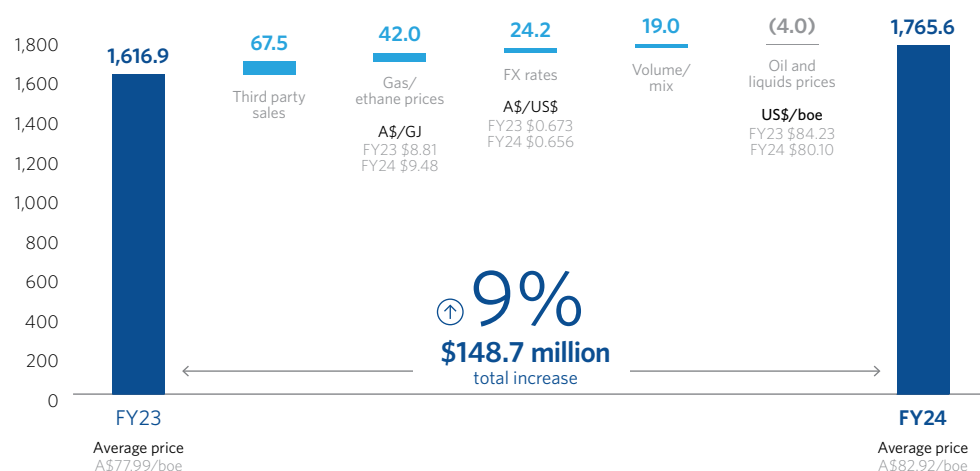 1,800
1,600
1,400
1,200
1,000
800
600
400
200
0
1,616.9
67.5
Third party
sales
42.0
Gas/
ethane prices
A$/GJ
FY23 $8.81
FY24 $9.48
24.2
FX rates
A$/US$
FY23 $0.673
FY24 $0.656
19.0
Volume/
mix
(4.0)
Oil and
liquids prices
US$/boe
FY23 $84.23
FY24 $80.10
1,765.6
9%
$148.7 million
total increase
FY23
Average price
A$77.99/boe
FY24
Average price
A$82.92/boe